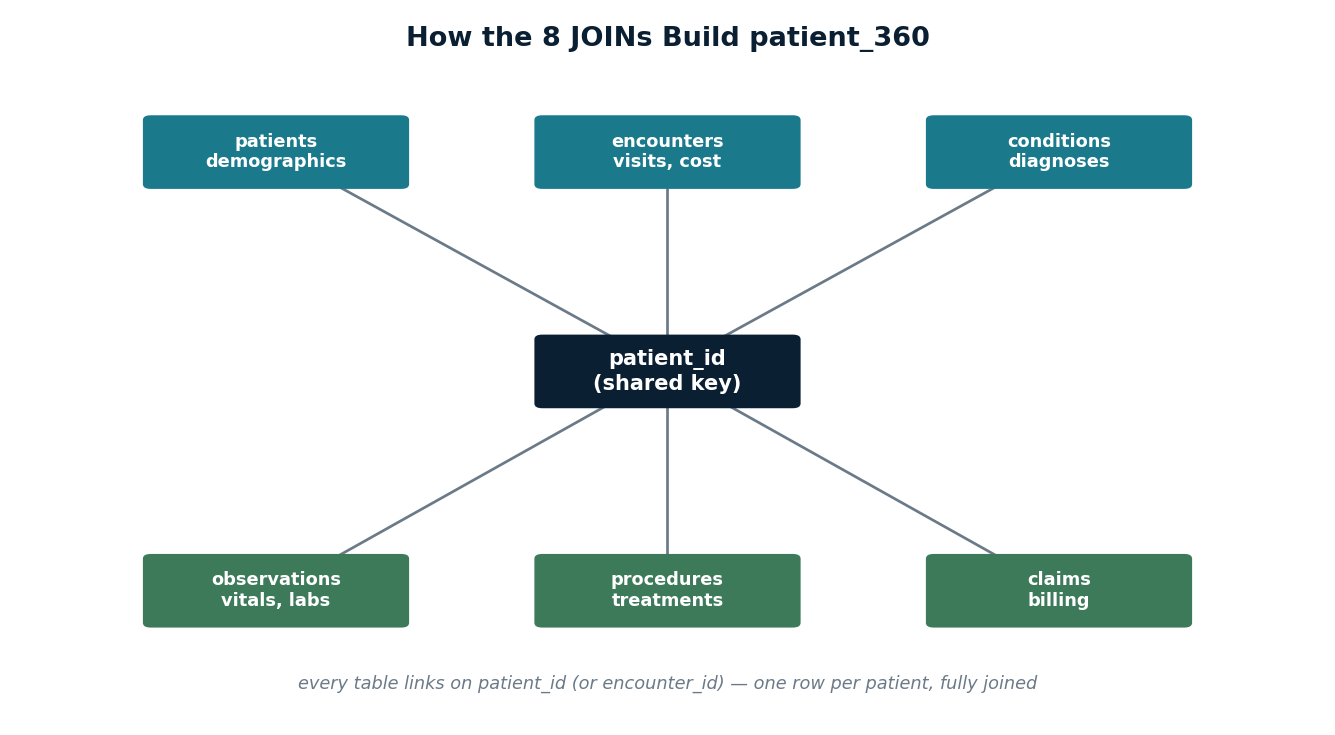 How the 8 JOINs Build patient_360
patients
demographics
encounters
visits, cost
conditions
diagnoses
patient_id
(shared key)
observations
vitals, labs
procedures
treatments
claims
billing
every table links on patient_id (or encounter_id) — one row per patient, fully joined